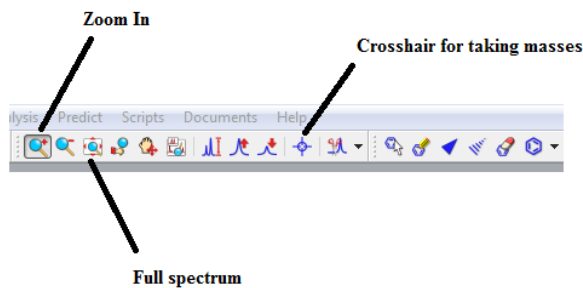 Zoom In
Crosshair for taking masses
lysis Predict Scripts Documents Help
Full spectrum